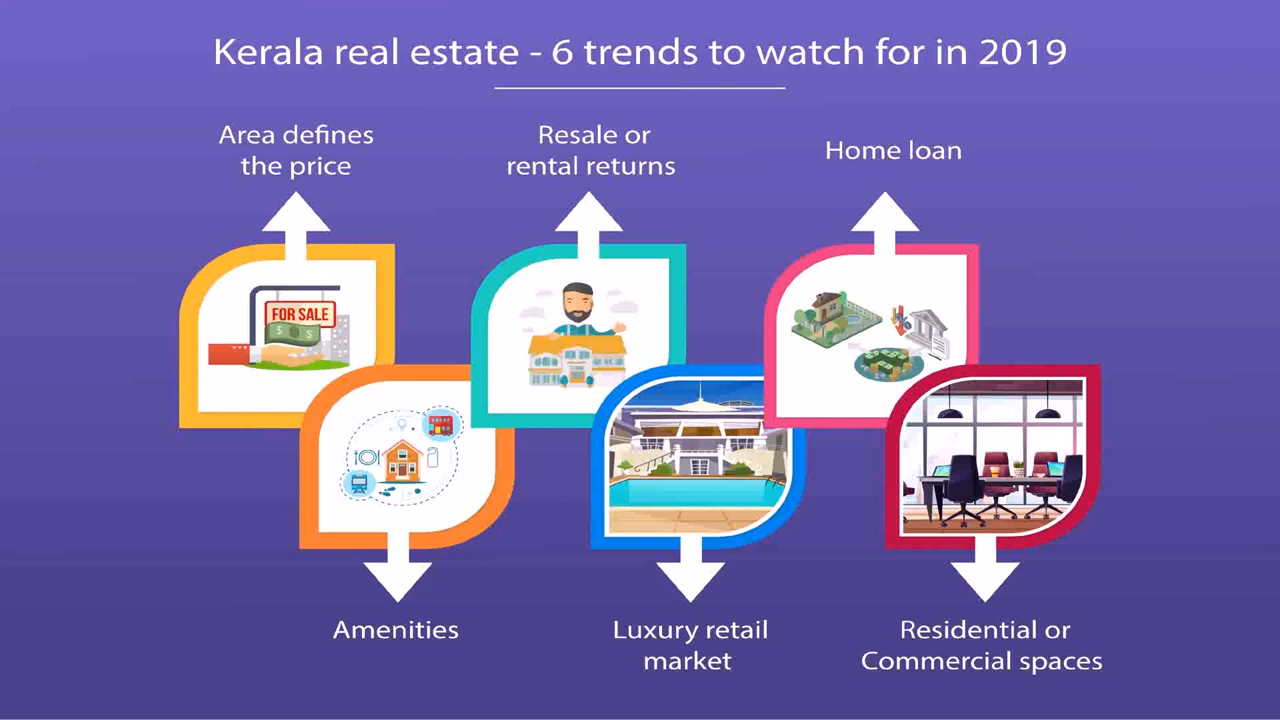 Kerala real estate - 6 trends to watch for in 2019
Area defines
the price
Resale or
rental returns
Home loan
FOR SALE
Amenities
Luxury retail
market
Residential or
Commercial spaces